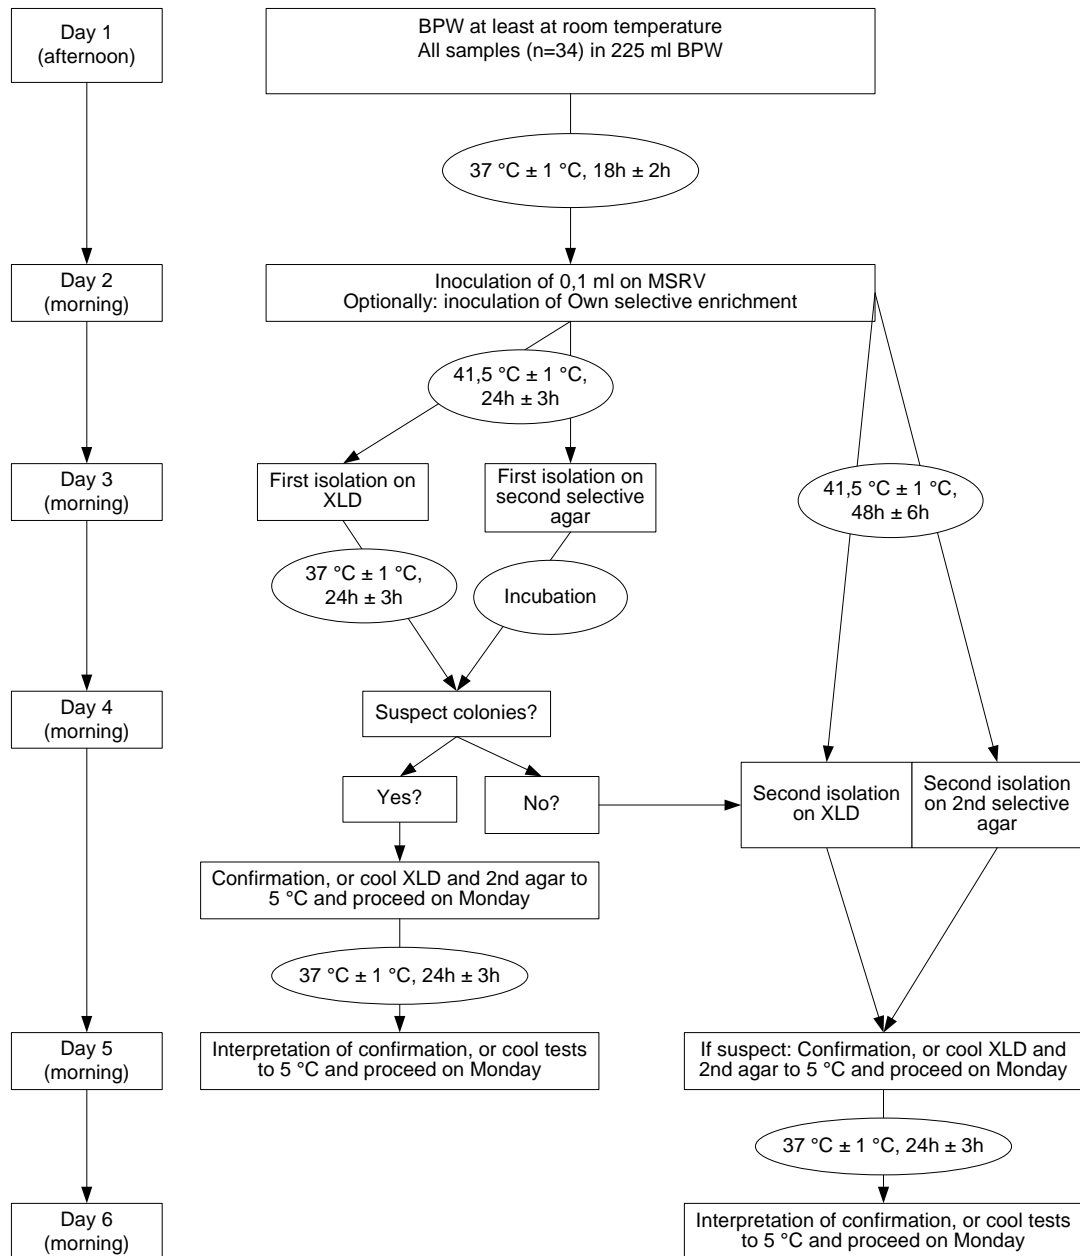 Day 1
(afternoon)
BPW at least at room temperature
All samples (n=34) in 225 ml BPW
37 °C ± 1 °C, 18h ± 2h
Day 2
(morning)
Inoculation of 0,1 ml on MSRV
Optionally: inoculation of Own selective enrichment
41,5 °C ± 1 °C,
24h ± 3h
Day 3
(morning)
First isolation on
XLD
First isolation on
second selective
agar
41,5 °C ± 1 °C,
48h ± 6h
37 °C ± 1 °C,
24h ± 3h
Incubation
Day 4
(morning)
Suspect colonies?
Yes?
No?
Second isolation
on XLD
Second isolation
on 2nd selective
agar
Confirmation, or cool XLD and 2nd agar to
5 °C and proceed on Monday
37 °C ± 1 °C, 24h ± 3h
Day 5
(morning)
Interpretation of confirmation, or cool tests
to 5 °C and proceed on Monday
If suspect: Confirmation, or cool XLD and
2nd agar to 5 °C and proceed on Monday
37 °C ± 1 °C, 24h ± 3h
Day 6
(morning)
Interpretation of confirmation, or cool tests
to 5 °C and proceed on Monday